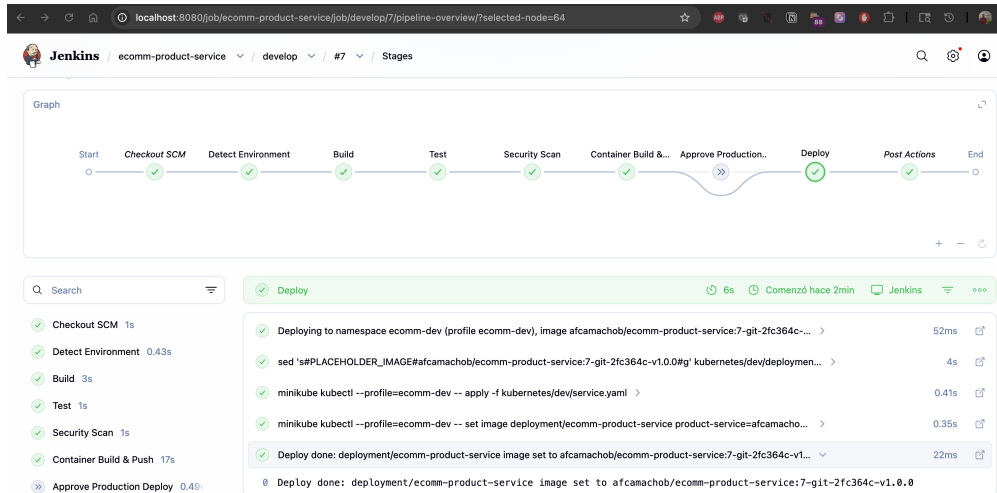 localhost:8080/job/ecomm-product-service/job/develop/7/pipeline-overview/?selected-node=64
88
Jenkins / ecomm-product-service / develop / #7 / Stages
Graph
Start Checkout SCM Detect Environment Build Test Security Scan Container Build &... Approve Production.. Deploy Post Actions End
Search
Deploy 6s Comenzó hace 2min Jenkins
Checkout SCM 1s
Detect Environment 0.43s
Build 3s
Test 1s
Security Scan 1s
Container Build & Push 17s
Approve Production Deploy 0.49s
Deploying to namespace ecomm-dev (profile ecomm-dev), image afcamachob/ecomm-product-service:7-git-2fc364c-... 52ms
sed 's#PLACEHOLDER_IMAGE#afcamachob/ecomm-product-service:7-git-2fc364c-v1.0.0#g' kubernetes/dev/deploymen... 4s
minikube kubectl --profile=ecomm-dev -- apply -f kubernetes/dev/service.yaml 0.41s
minikube kubectl --profile=ecomm-dev -- set image deployment/ecomm-product-service product-service=afcamacho... 0.35s
Deploy done: deployment/ecomm-product-service image set to afcamachob/ecomm-product-service:7-git-2fc364c-v1... 22ms
0 Deploy done: deployment/ecomm-product-service image set to afcamachob/ecomm-product-service:7-git-2fc364c-v1.0.0